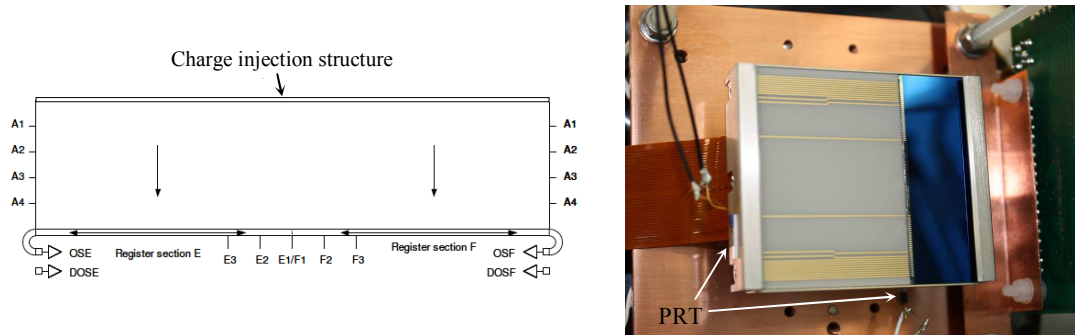 Charge injection structure
A1 A1
A2 A2
A3 A3
A4 A4
OSE Register section E E3 E2 E1/F1 F2 F3 Register section F OSF
DOSE DOSF
PRT